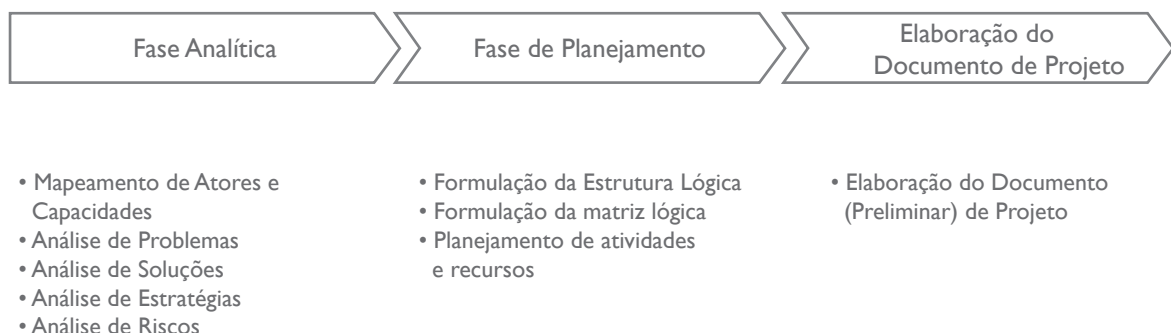 Fase Analítica
Fase de Planejamento
Elaboração do
Documento de Projeto
• Mapeamento de Atores e
Capacidades
• Análise de Problemas
• Análise de Soluções
• Análise de Estratégias
• Análise de Riscos
• Formulação da Estrutura Lógica
• Formulação da matriz lógica
• Planejamento de atividades
e recursos
• Elaboração do Documento
(Preliminar) de Projeto